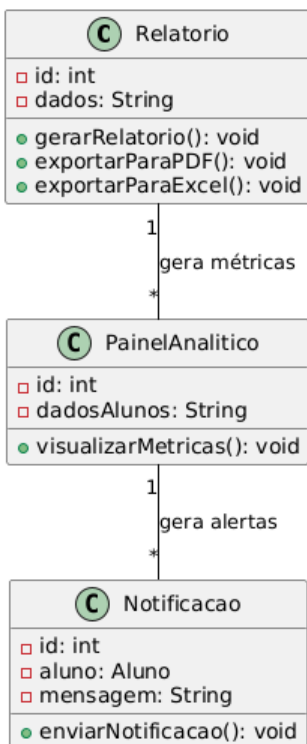 C Relatorio
id: int
dados: String
gerarRelatorio(): void
exportarParaPDF(): void
exportarParaExcel(): void
1
gera métricas
*
C PainelAnalitico
id: int
dadosAlunos: String
visualizarMetricas(): void
1
gera alertas
*
C Notificacao
id: int
aluno: Aluno
mensagem: String
enviarNotificacao(): void